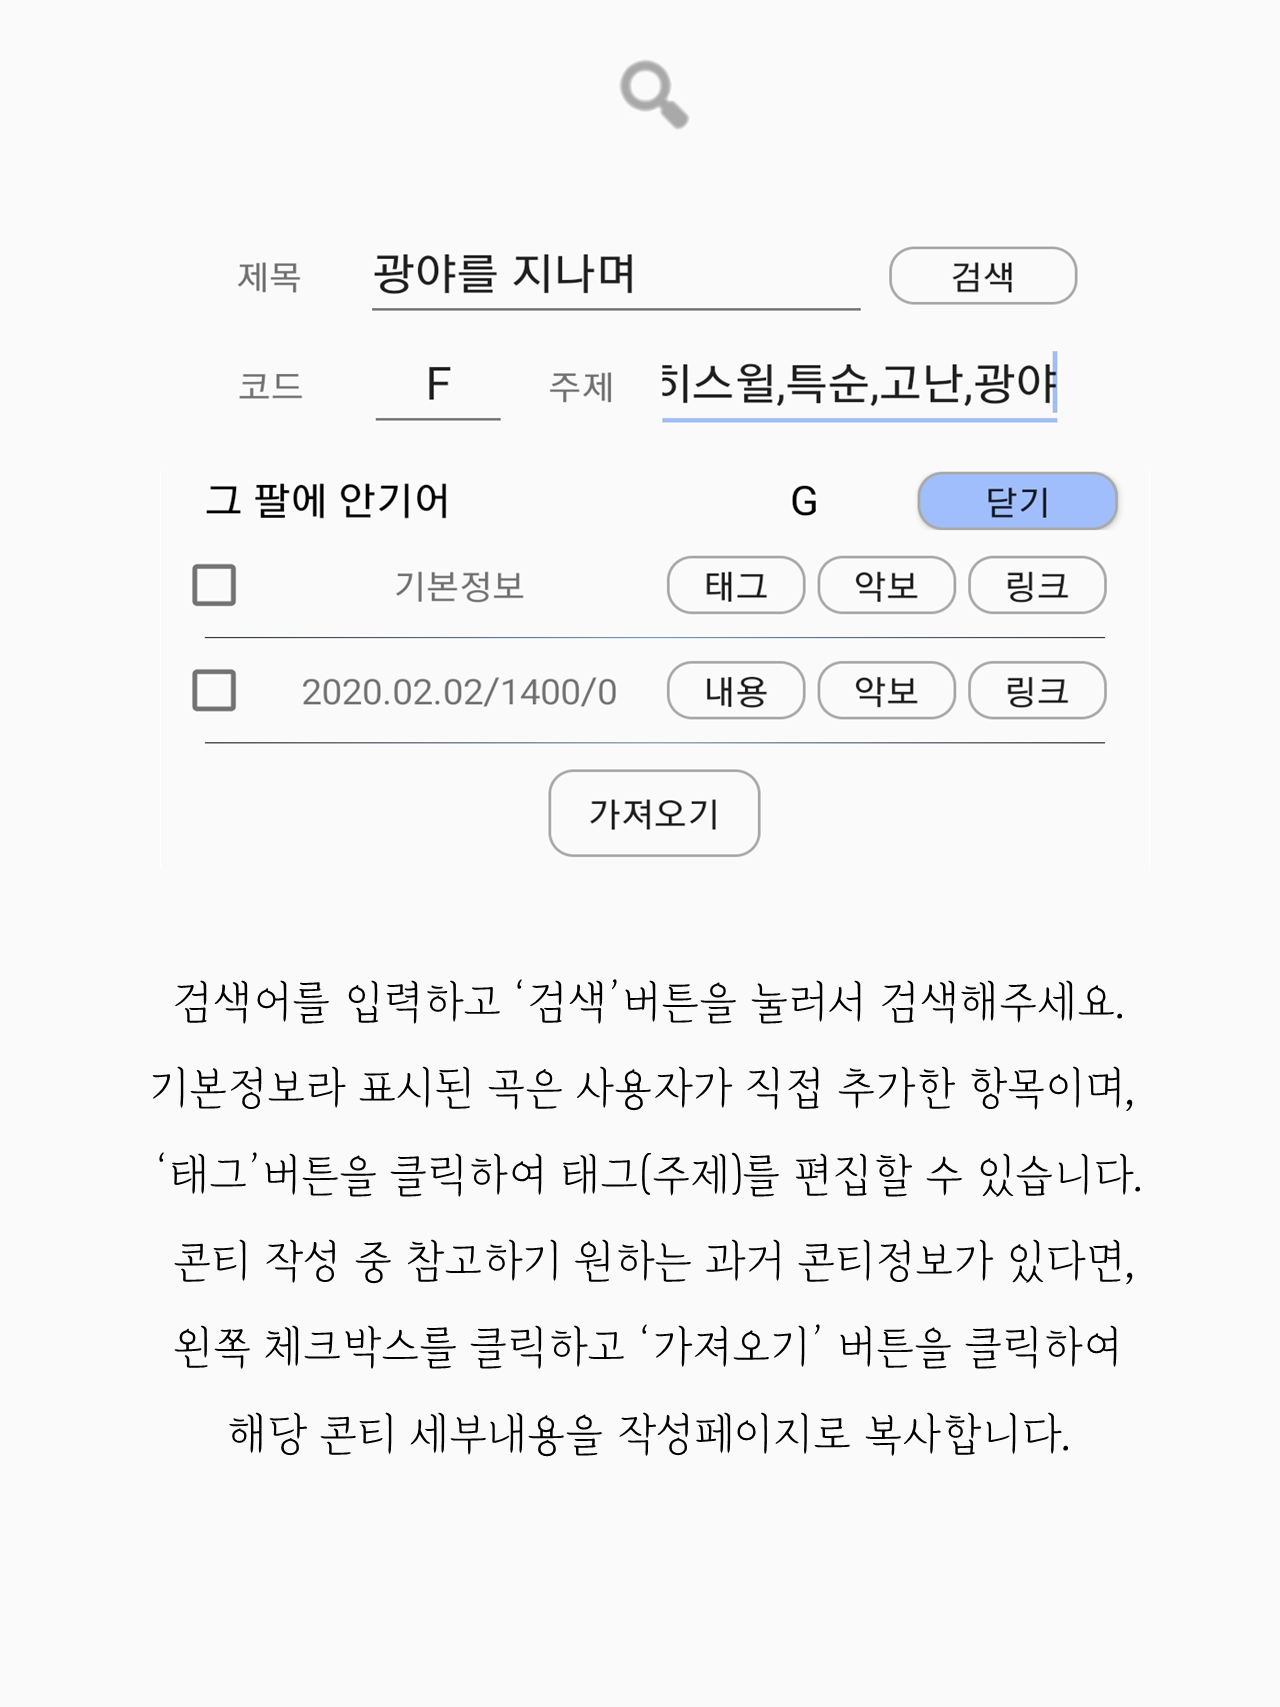 제목 광야를 지나며 검색
코드 F 주제 히스윌,특순,고난,광야
그 팔에 안기어 G 닫기
기본정보 태그 악보 링크
2020.02.02/1400/0 내용 악보 링크
가져오기
검색어를 입력하고 ‘검색’버튼을 눌러서 검색해주세요.
기본정보라 표시된 곡은 사용자가 직접 추가한 항목이며,
‘태그’버튼을 클릭하여 태그(주제)를 편집할 수 있습니다.
콘티 작성 중 참고하기 원하는 과거 콘티정보가 있다면,
왼쪽 체크박스를 클릭하고 ‘가져오기’ 버튼을 클릭하여
해당 콘티 세부내용을 작성페이지로 복사합니다.